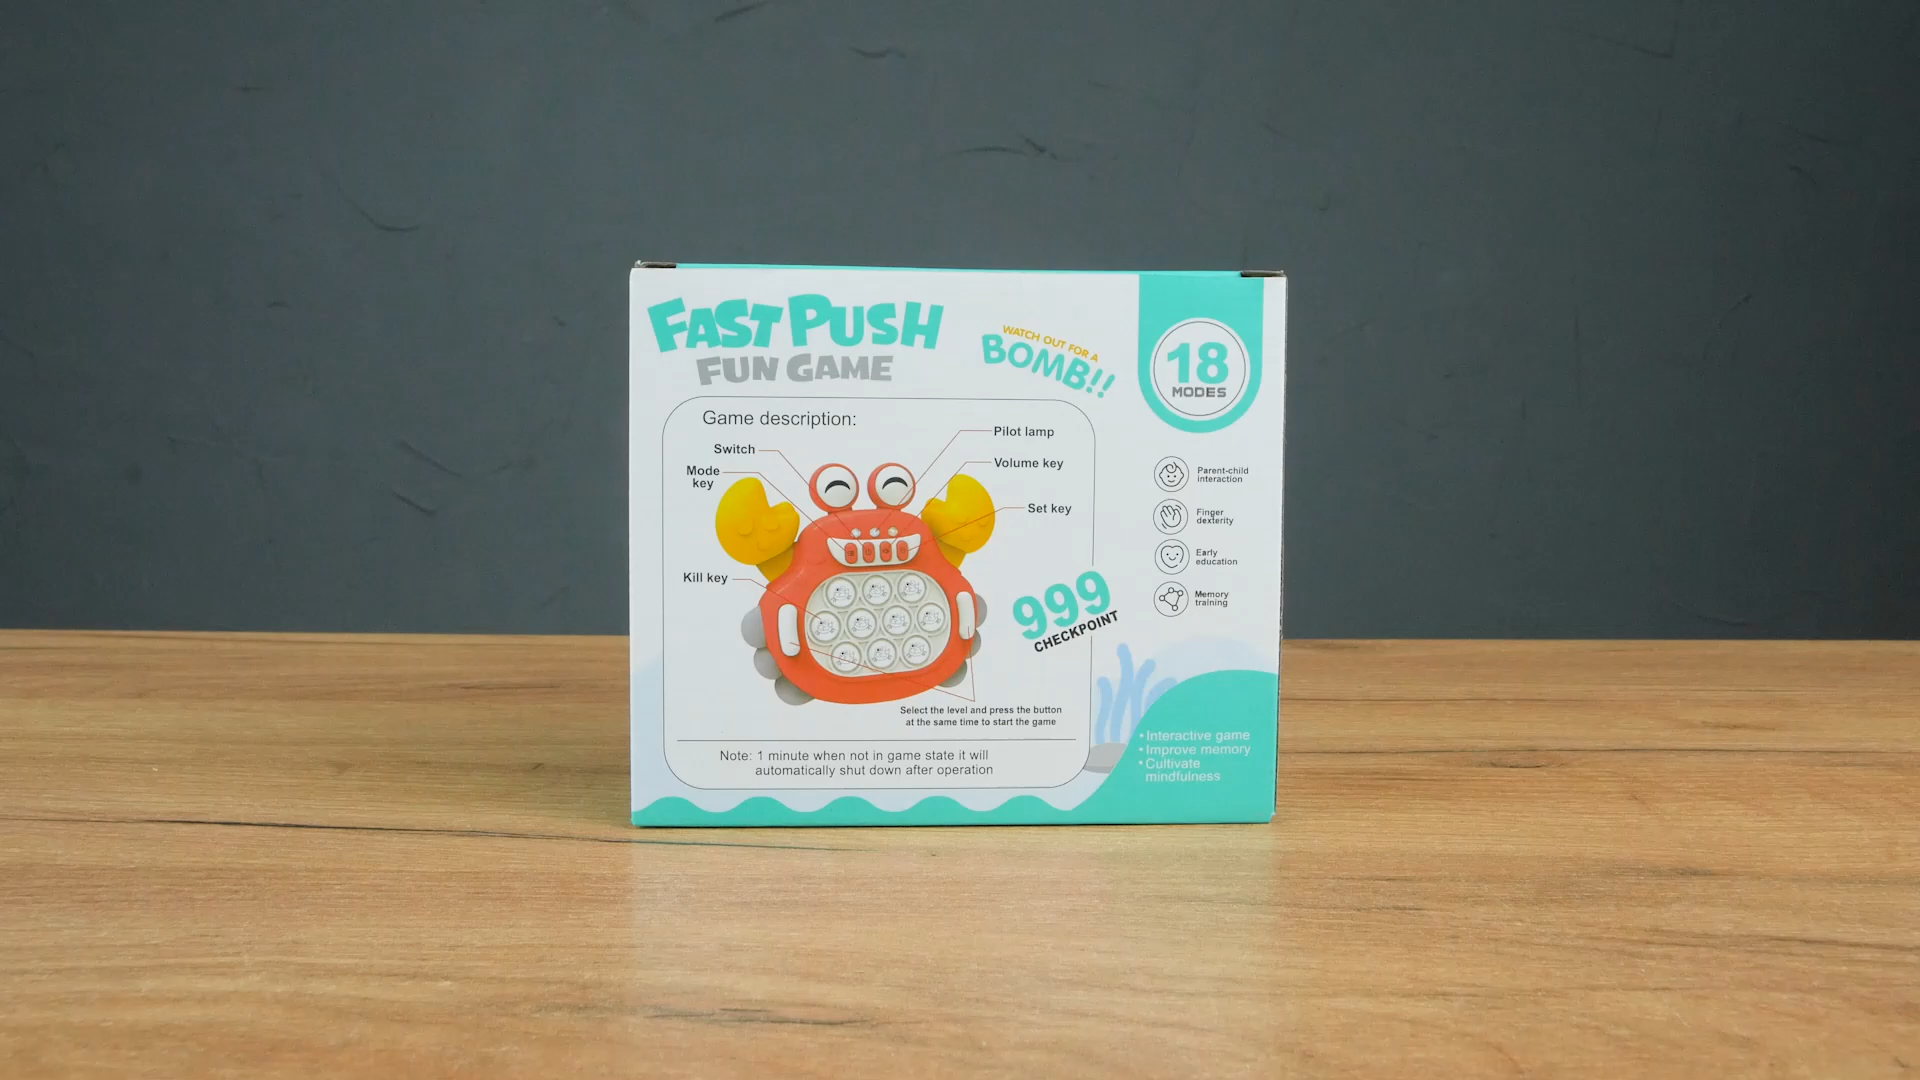 FAST PUSH
FUN GAME
WATCH OUT FOR A
BOMB!!
18
MODES
Game description:
Switch
Mode
key
Kill key
Pilot lamp
Volume key
Set key
999
CHECKPOINT
Select the level and press the button
at the same time to start the game
Note: 1 minute when not in game state it will
automatically shut down after operation
Parent-child
interaction
Finger
dexterity
Early
education
Memory
training
• Interactive game
• Improve memory
• Cultivate
mindfulness